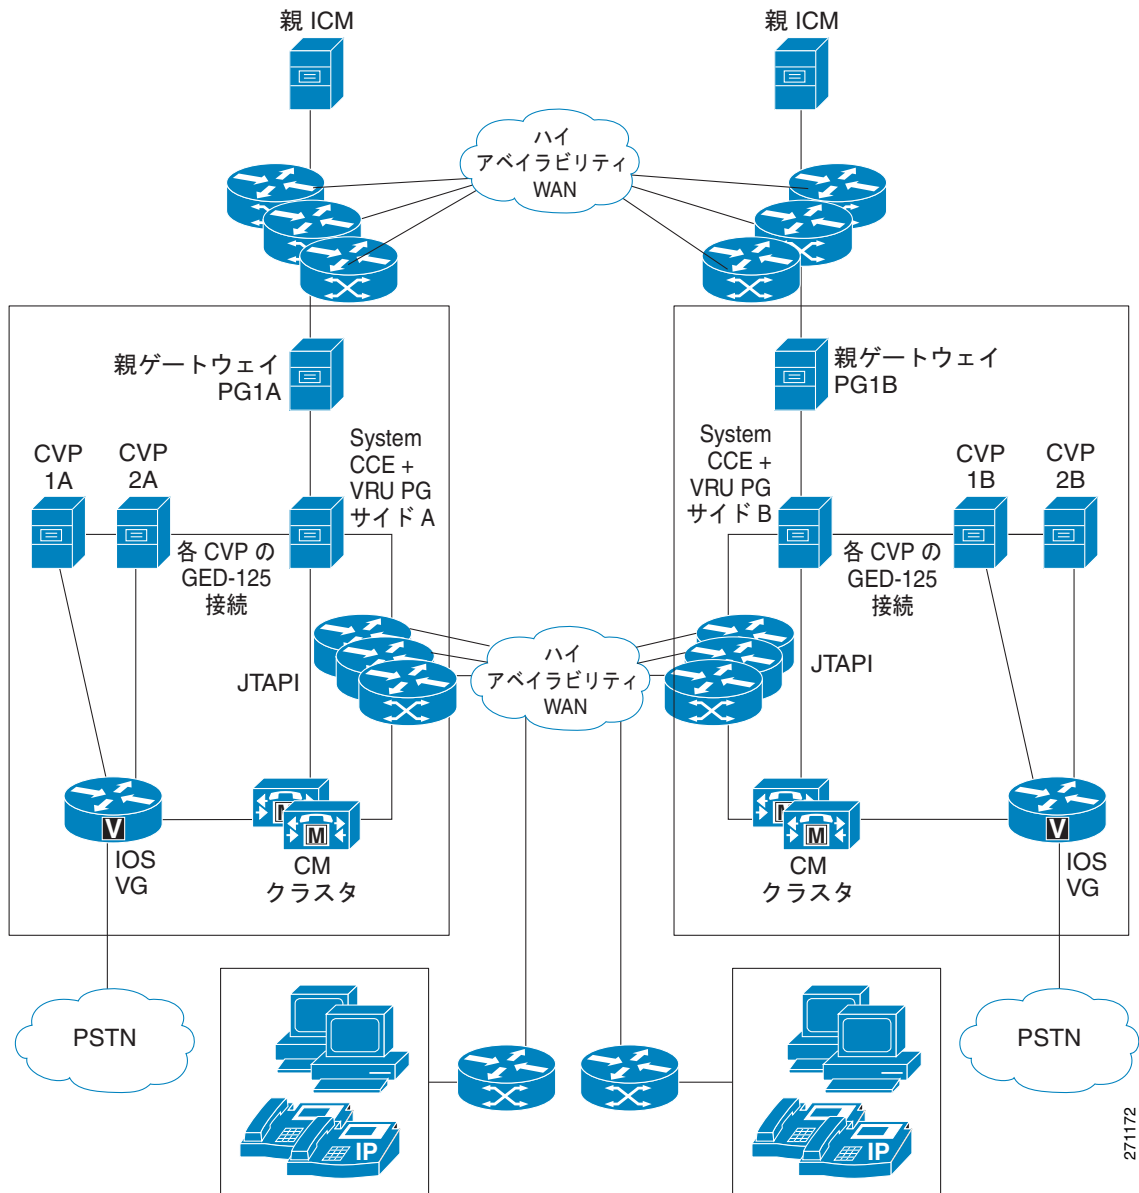 親 ICM
親 ICM
ハイ
アベイラビリティ
WAN
親ゲートウェイ
PG1A
親ゲートウェイ
PG1B
System
CCE +
VRU PG
サイド A
System
CCE +
VRU PG
サイド B
CVP
1A
CVP
2A
CVP
1B
CVP
2B
各 CVP の
GED-125
接続
各 CVP の
GED-125
接続
JTAPI
ハイ
アベイラビリティ
WAN
JTAPI
V
IOS
VG
M
M
CM
クラスタ
M
M
CM
クラスタ
V
IOS
VG
PSTN
PSTN
IP
IP
271172